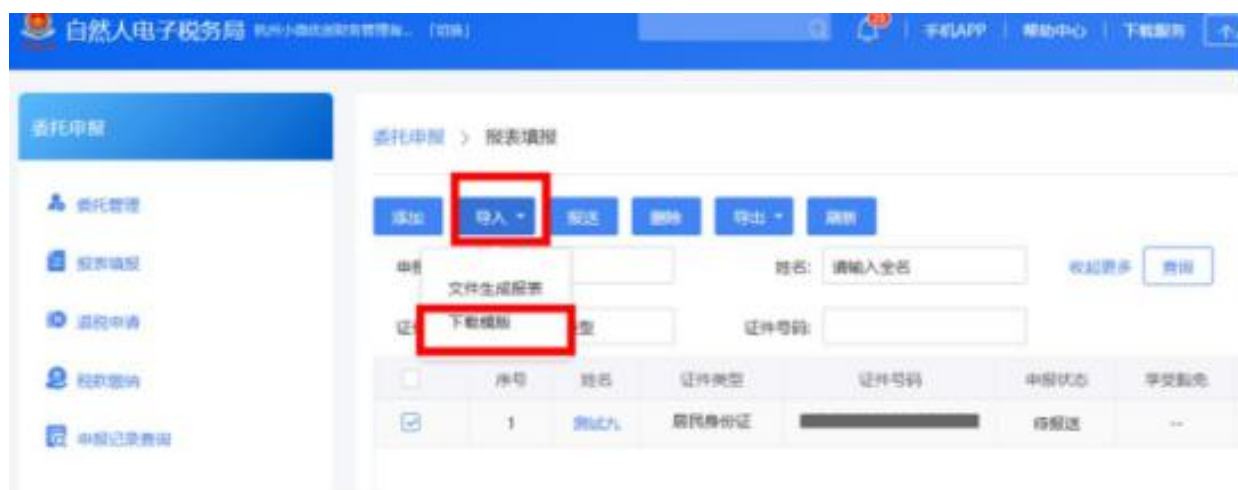 自然人电子税务局
手机APP
帮助中心
下载服务
委托申报
委托申报 > 报表填报
委托管理
添加 导入 报送 删除 导出 刷新
报表填报
姓名: 请输入全名 收起更多 查询
文件生成报表
退税申请
下载模版
证件号码:
税款缴纳
序号 姓名 证件类型 证件号码 申报状态 享受豁免
1 测试九 居民身份证 待报送 --
申报记录查询